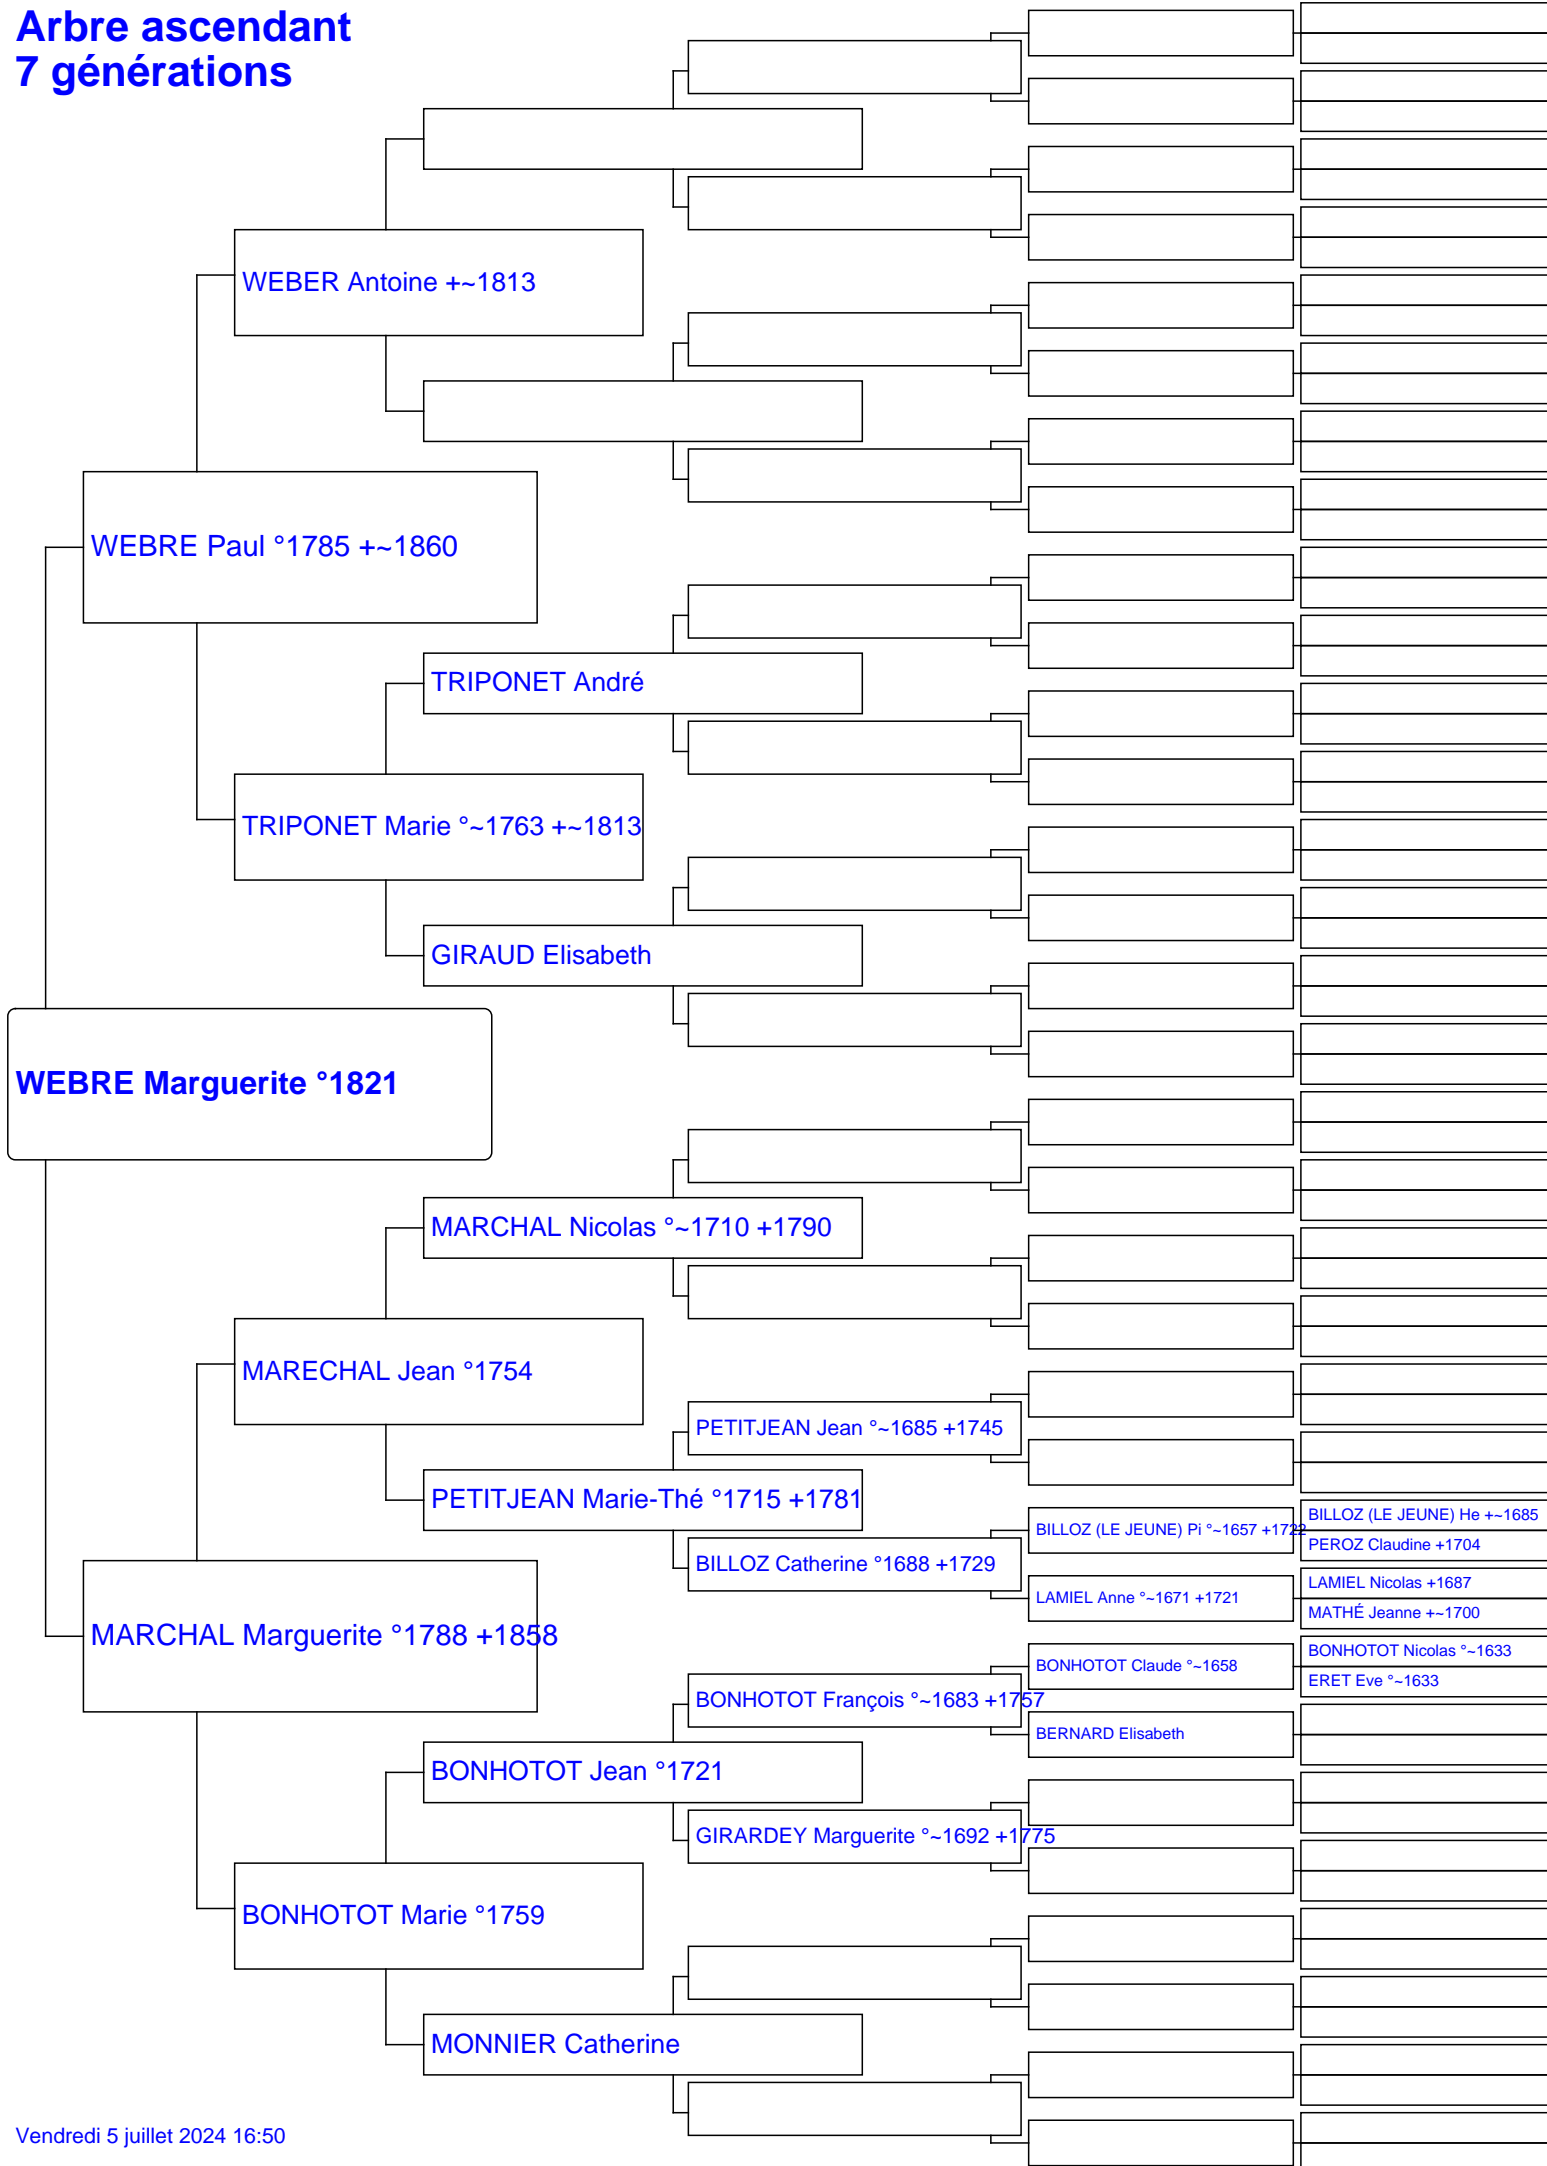 Arbre ascendant
7 générations
WEBER Antoine +~1813
WEBRE Paul °1785 +~1860
TRIPONET André
TRIPONET Marie °~1763 +~1813
GIRAUD Elisabeth
WEBRE Marguerite °1821
MARCHAL Nicolas °~1710 +1790
MARECHAL Jean °1754
PETITJEAN Jean °~1685 +1745
PETITJEAN Marie-Thé °1715 +1781
BILLOZ (LE JEUNE) Pi °~1657 +1722
BILLOZ (LE JEUNE) He +~1685
PEROZ Claudine +1704
BILLOZ Catherine °1688 +1729
LAMIEL Anne °~1671 +1721
LAMIEL Nicolas +1687
MATHÉ Jeanne +~1700
MARCHAL Marguerite °1788 +1858
BONHOTOT Claude °~1658
BONHOTOT Nicolas °~1633
ERET Eve °~1633
BONHOTOT François °~1683 +1757
BERNARD Elisabeth
BONHOTOT Jean °1721
GIRARDEY Marguerite °~1692 +1775
BONHOTOT Marie °1759
MONNIER Catherine
Vendredi 5 juillet 2024 16:50